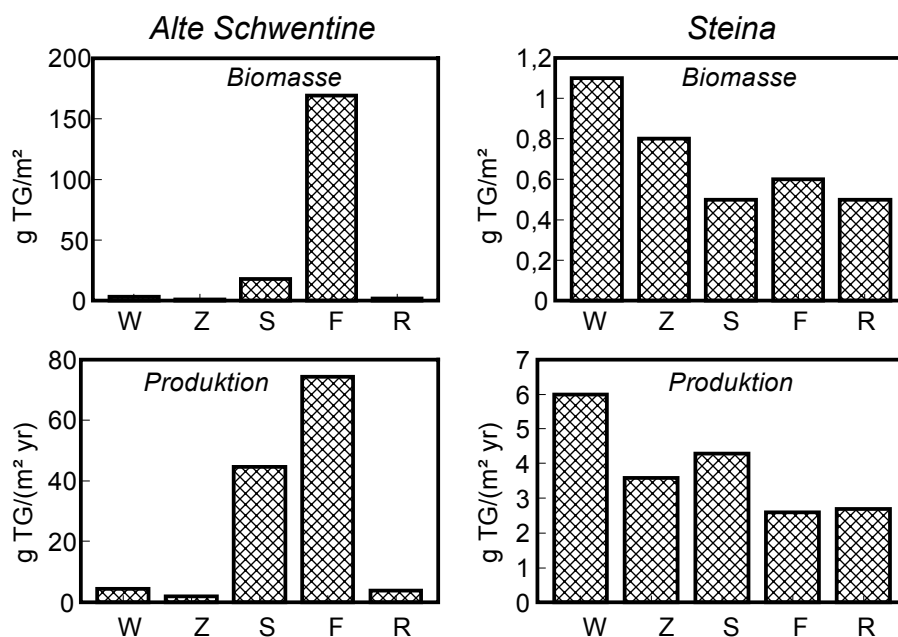 Alte Schwentine
Steina
Biomasse
g TG/m²
200
150
100
50
0
W Z S F R
Biomasse
g TG/m²
1,2
1
0,8
0,6
0,4
0,2
0
W Z S F R
Produktion
g TG/(m² yr)
80
60
40
20
0
W Z S F R
Produktion
g TG/(m² yr)
7
6
5
4
3
2
1
0
W Z S F R